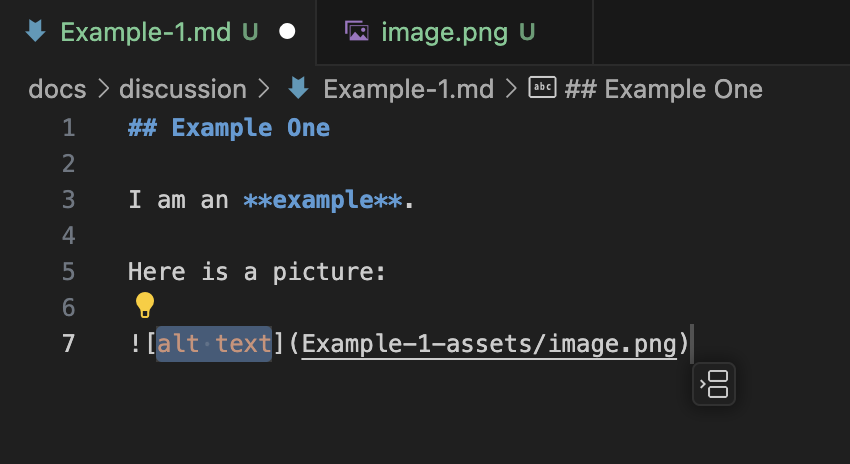 Example-1.md U
image.png U
docs > discussion > Example-1.md > abc ## Example One
1 ## Example One
2
3 I am an **example**.
4
5 Here is a picture:
6
7 ![alt·text](Example-1-assets/image.png)